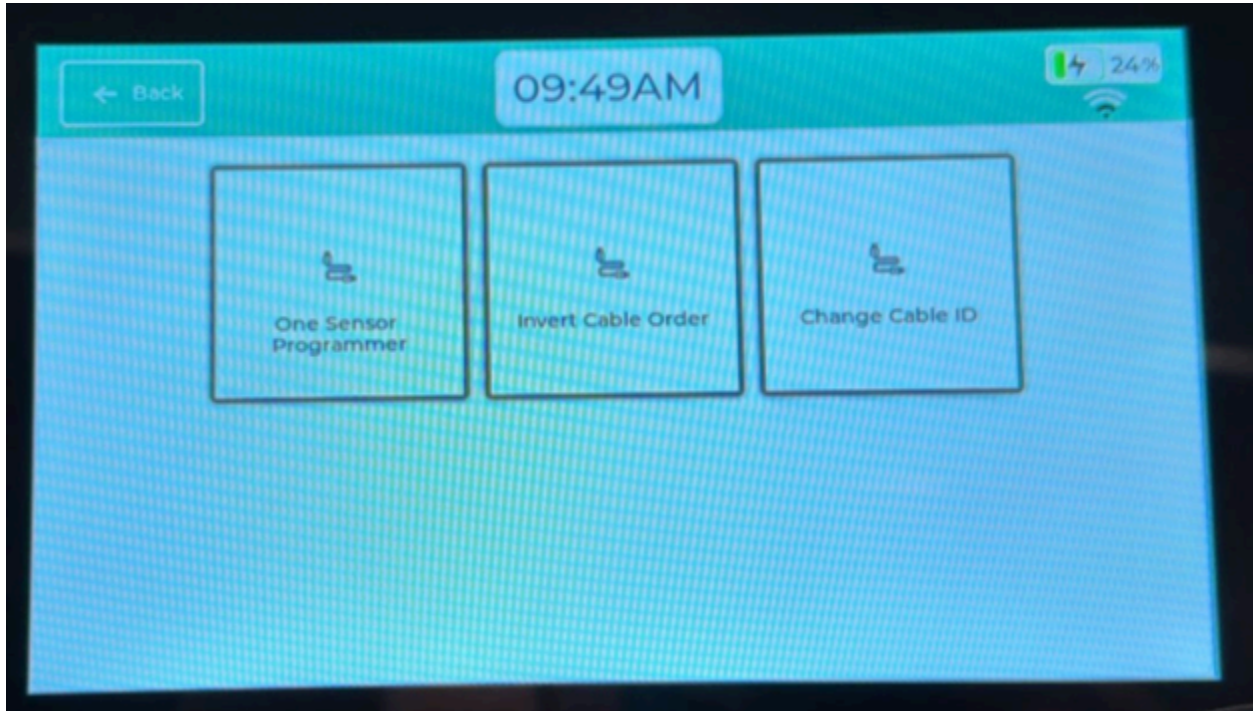 ← Back
09:49AM
24%
One Sensor
Programmer
Invert Cable Order
Change Cable ID